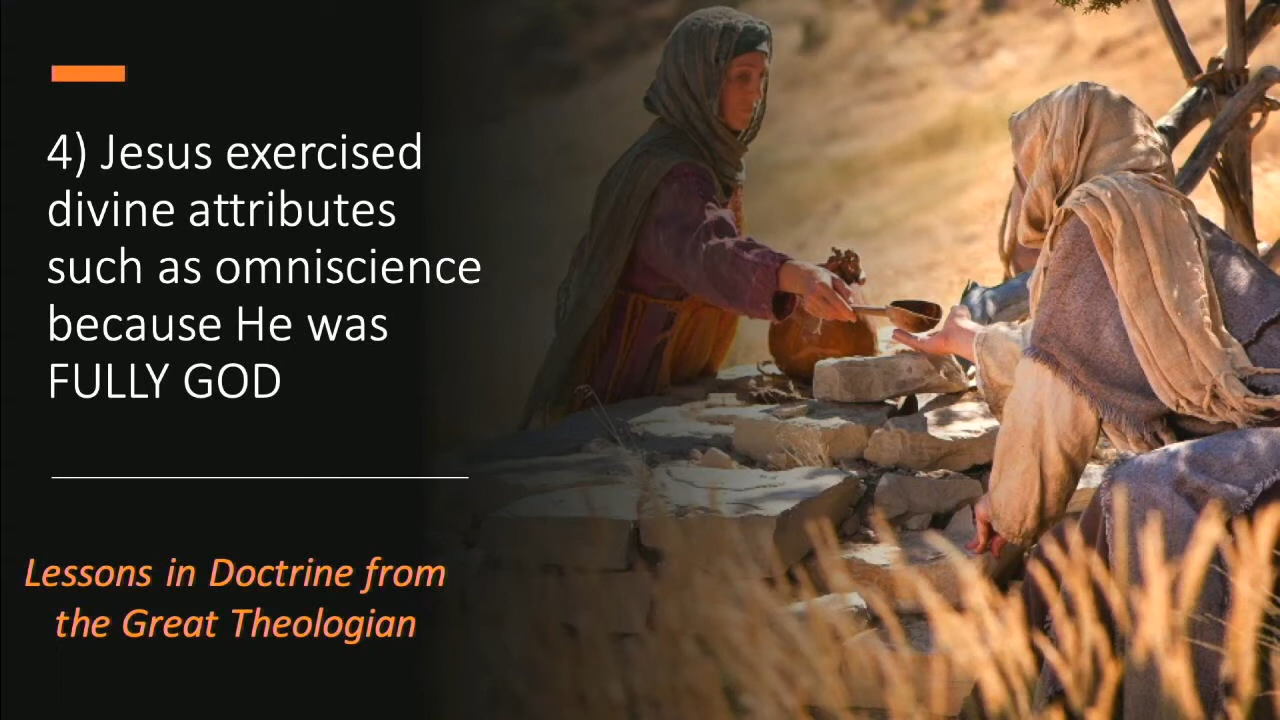 4) Jesus exercised
divine attributes
such as omniscience
because He was
FULLY GOD
Lessons in Doctrine from
the Great Theologian